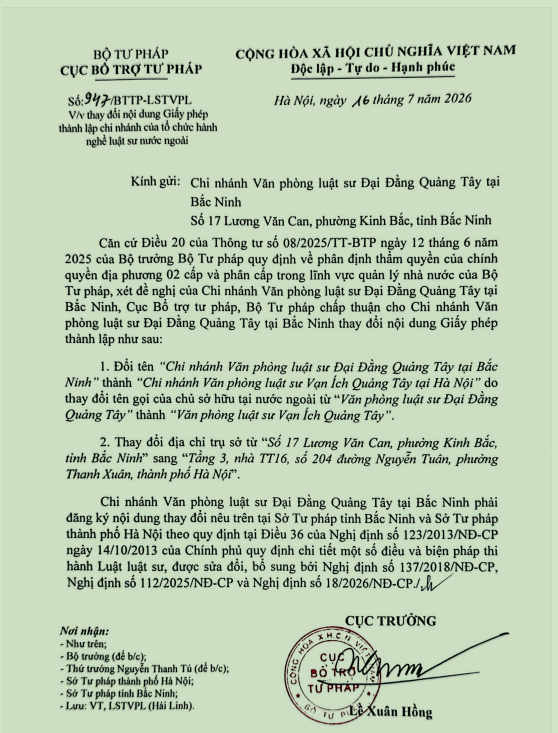 BỘ TƯ PHÁP
CỤC BỔ TRỢ TƯ PHÁP
CỘNG HÒA XÃ HỘI CHỦ NGHĨA VIỆT NAM
Độc lập - Tự do - Hạnh phúc
Số: 947/BTTP-LSTVPL
V/v thay đổi nội dung Giấy phép
thành lập chi nhánh của tổ chức hành
nghề luật sư nước ngoài
Hà Nội, ngày 16 tháng 7 năm 2026
Kính gửi: Chi nhánh Văn phòng luật sư Đại Đằng Quảng Tây tại
Bắc Ninh
Số 17 Lương Văn Can, phường Kinh Bắc, tỉnh Bắc Ninh
Căn cứ Điều 20 của Thông tư số 08/2025/TT-BTP ngày 12 tháng 6 năm
2025 của Bộ trưởng Bộ Tư pháp quy định về phân định thẩm quyền của chính
quyền địa phương 02 cấp và phân cấp trong lĩnh vực quản lý nhà nước của Bộ
Tư pháp, xét đề nghị của Chi nhánh Văn phòng luật sư Đại Đằng Quảng Tây tại
Bắc Ninh, Cục Bổ trợ tư pháp, Bộ Tư pháp chấp thuận cho Chi nhánh Văn
phòng luật sư Đại Đằng Quảng Tây tại Bắc Ninh thay đổi nội dung Giấy phép
thành lập như sau:
1. Đổi tên “Chi nhánh Văn phòng luật sư Đại Đằng Quảng Tây tại Bắc
Ninh” thành “Chi nhánh Văn phòng luật sư Vạn Ích Quảng Tây tại Hà Nội” do
thay đổi tên gọi của chủ sở hữu tại nước ngoài từ “Văn phòng luật sư Đại Đằng
Quảng Tây” thành “Văn phòng luật sư Vạn Ích Quảng Tây”.
2. Thay đổi địa chỉ trụ sở từ “Số 17 Lương Văn Can, phường Kinh Bắc,
tỉnh Bắc Ninh” sang “Tầng 3, nhà TT16, số 204 đường Nguyễn Tuân, phường
Thanh Xuân, thành phố Hà Nội”.
Chi nhánh Văn phòng luật sư Đại Đằng Quảng Tây tại Bắc Ninh phải
đăng ký nội dung thay đổi nêu trên tại Sở Tư pháp tỉnh Bắc Ninh và Sở Tư pháp
thành phố Hà Nội theo quy định tại Điều 36 của Nghị định số 123/2013/NĐ-CP
ngày 14/10/2013 của Chính phủ quy định chi tiết một số điều và biện pháp thi
hành Luật luật sư, được sửa đổi, bổ sung bởi Nghị định số 137/2018/NĐ-CP,
Nghị định số 112/2025/NĐ-CP và Nghị định số 18/2026/NĐ-CP./.
Nơi nhận:
- Như trên;
- Bộ trưởng (để b/c);
- Thứ trưởng Nguyễn Thanh Tú (để b/c);
- Sở Tư pháp thành phố Hà Nội;
- Sở Tư pháp tỉnh Bắc Ninh;
- Lưu: VT, LSTVPL (Hải Linh).
CỤC TRƯỞNG
CỘNG HÒA X.H.C.N VIỆT NAM
CỤC
BỔ TRỢ
TƯ PHÁP
BỘ TƯ PHÁP
Lê Xuân Hồng